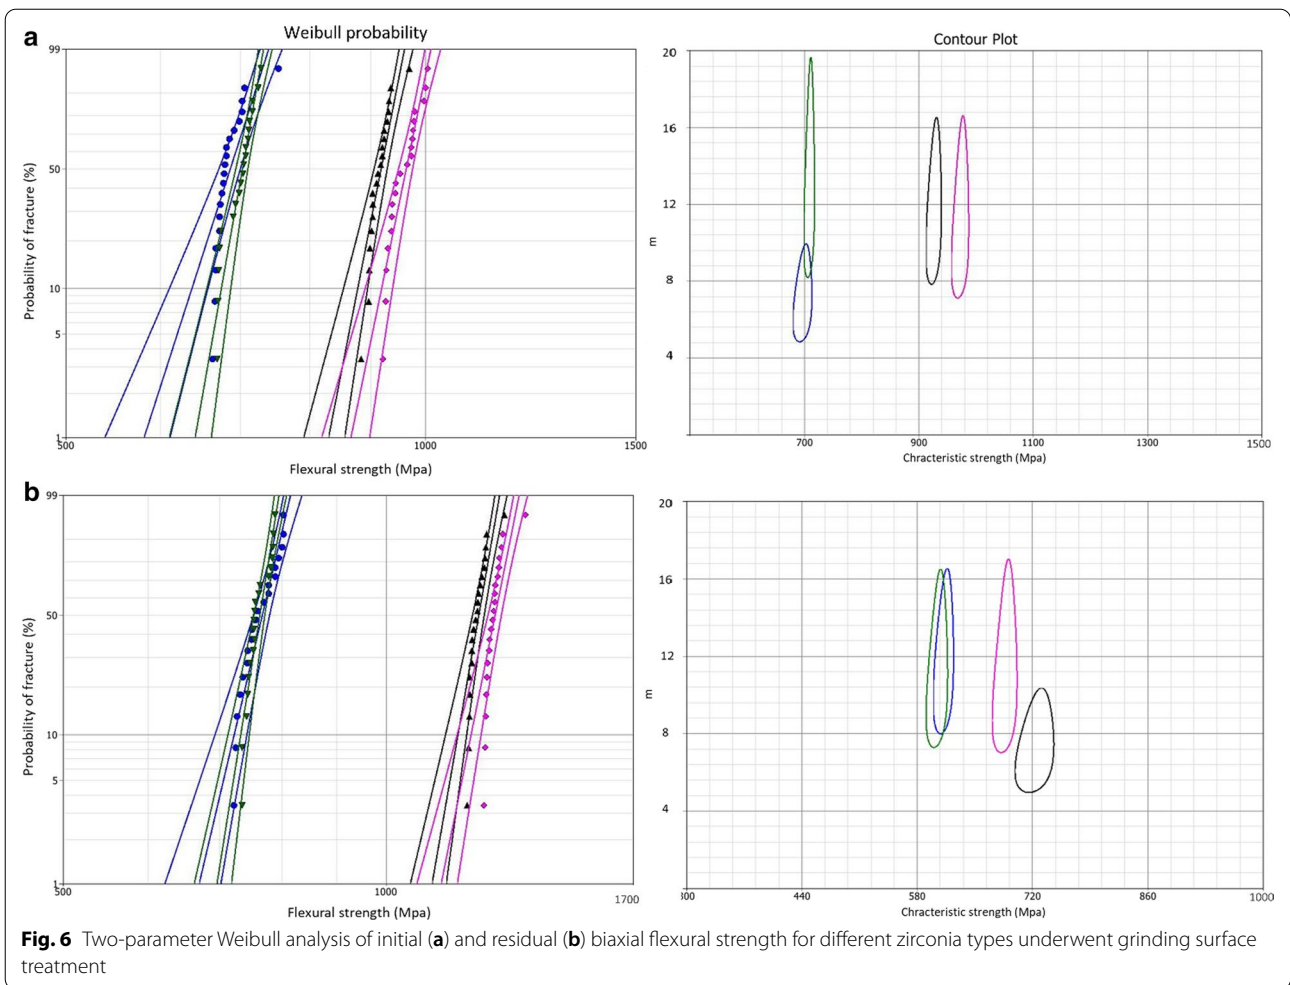 a
Weibull probability
99
50
10
5
1
500
1000
1500
Probability of fracture (%)
Flexural strength (Mpa)
Contour Plot
20
16
12
8
4
m
700
900
1100
1300
1500
Chracteristic strength (Mpa)
b
99
50
10
5
1
500
1000
1700
Probability of fracture (%)
Flexural strength (Mpa)
20
16
12
8
4
m
440
580
720
860
1000
Chracteristic strength (Mpa)
Fig. 6 Two-parameter Weibull analysis of initial (a) and residual (b) biaxial flexural strength for different zirconia types underwent grinding surface
treatment